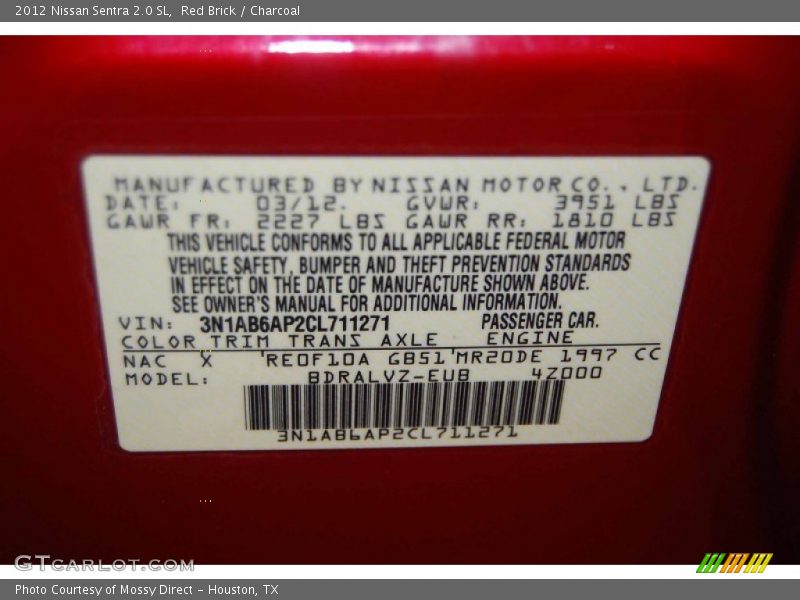 2012 Nissan Sentra 2.0 SL,  Red Brick / Charcoal
MANUFACTURED BY NISSAN MOTOR CO., LTD.
DATE: 03/12. GVWR: 3951 LBS
GAWR FR: 2227 LBS GAWR RR: 1810 LBS
THIS VEHICLE CONFORMS TO ALL APPLICABLE FEDERAL MOTOR
VEHICLE SAFETY, BUMPER AND THEFT PREVENTION STANDARDS
IN EFFECT ON THE DATE OF MANUFACTURE SHOWN ABOVE.
SEE OWNER'S MANUAL FOR ADDITIONAL INFORMATION.
VIN: 3N1AB6AP2CL711271 PASSENGER CAR.
COLOR TRIM TRANS AXLE ENGINE
NAC X 'RE0F10A GB51'MR20DE 1997 CC
MODEL: BDRALVZ-EUB 4Z000
3N1AB6AP2CL711271
GTCARLOT.COM
Photo Courtesy of Mossy Direct – Houston, TX